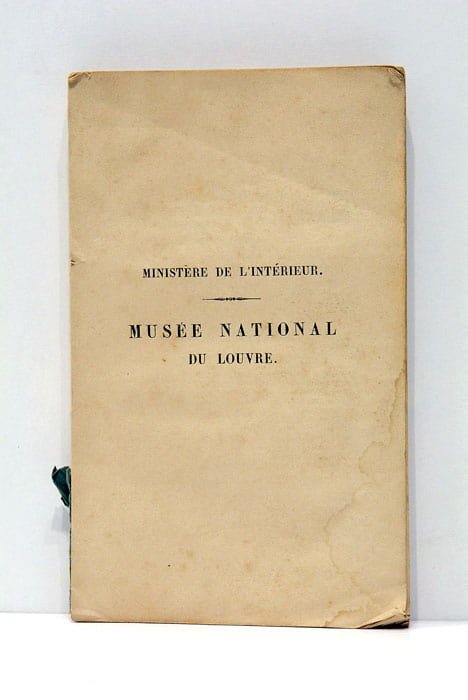 MINISTÈRE DE L'INTÉRIEUR.
MUSÉE NATIONAL
DU LOUVRE.